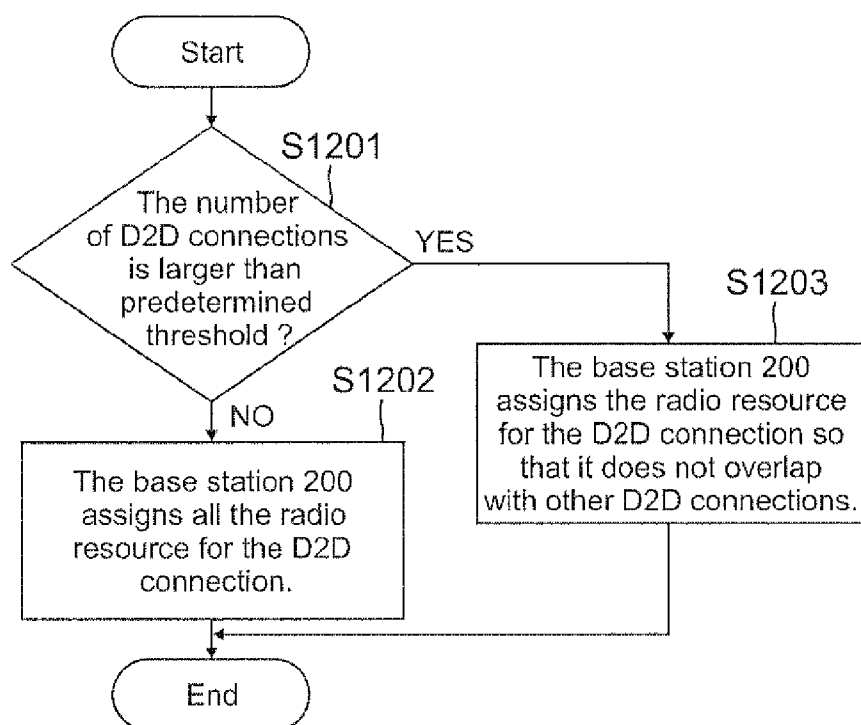 Start
S1201
The number
of D2D connections
is larger than
predetermined
threshold ?
YES
S1203
The base station 200
assigns the radio resource
for the D2D connection so
that it does not overlap
with other D2D connections.
NO
S1202
The base station 200
assigns all the radio
resource for the D2D
connection.
End